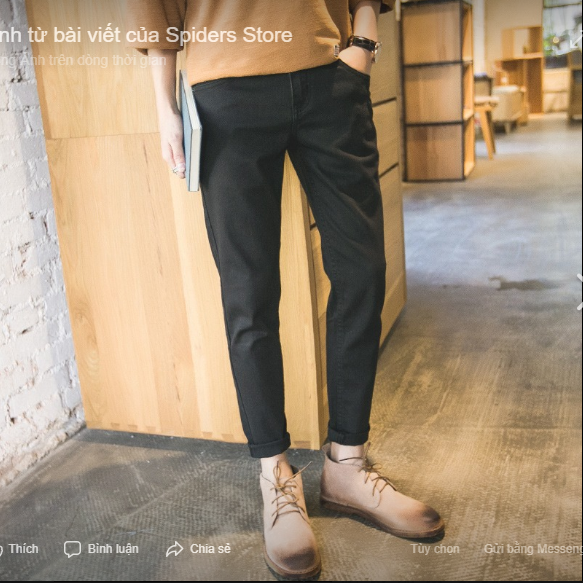 nh từ bài viết của Spiders Store
ng Ảnh trên dòng thời gian
Thích
Bình luận
Chia sẻ
Tùy chọn
Gửi bằng Messeng